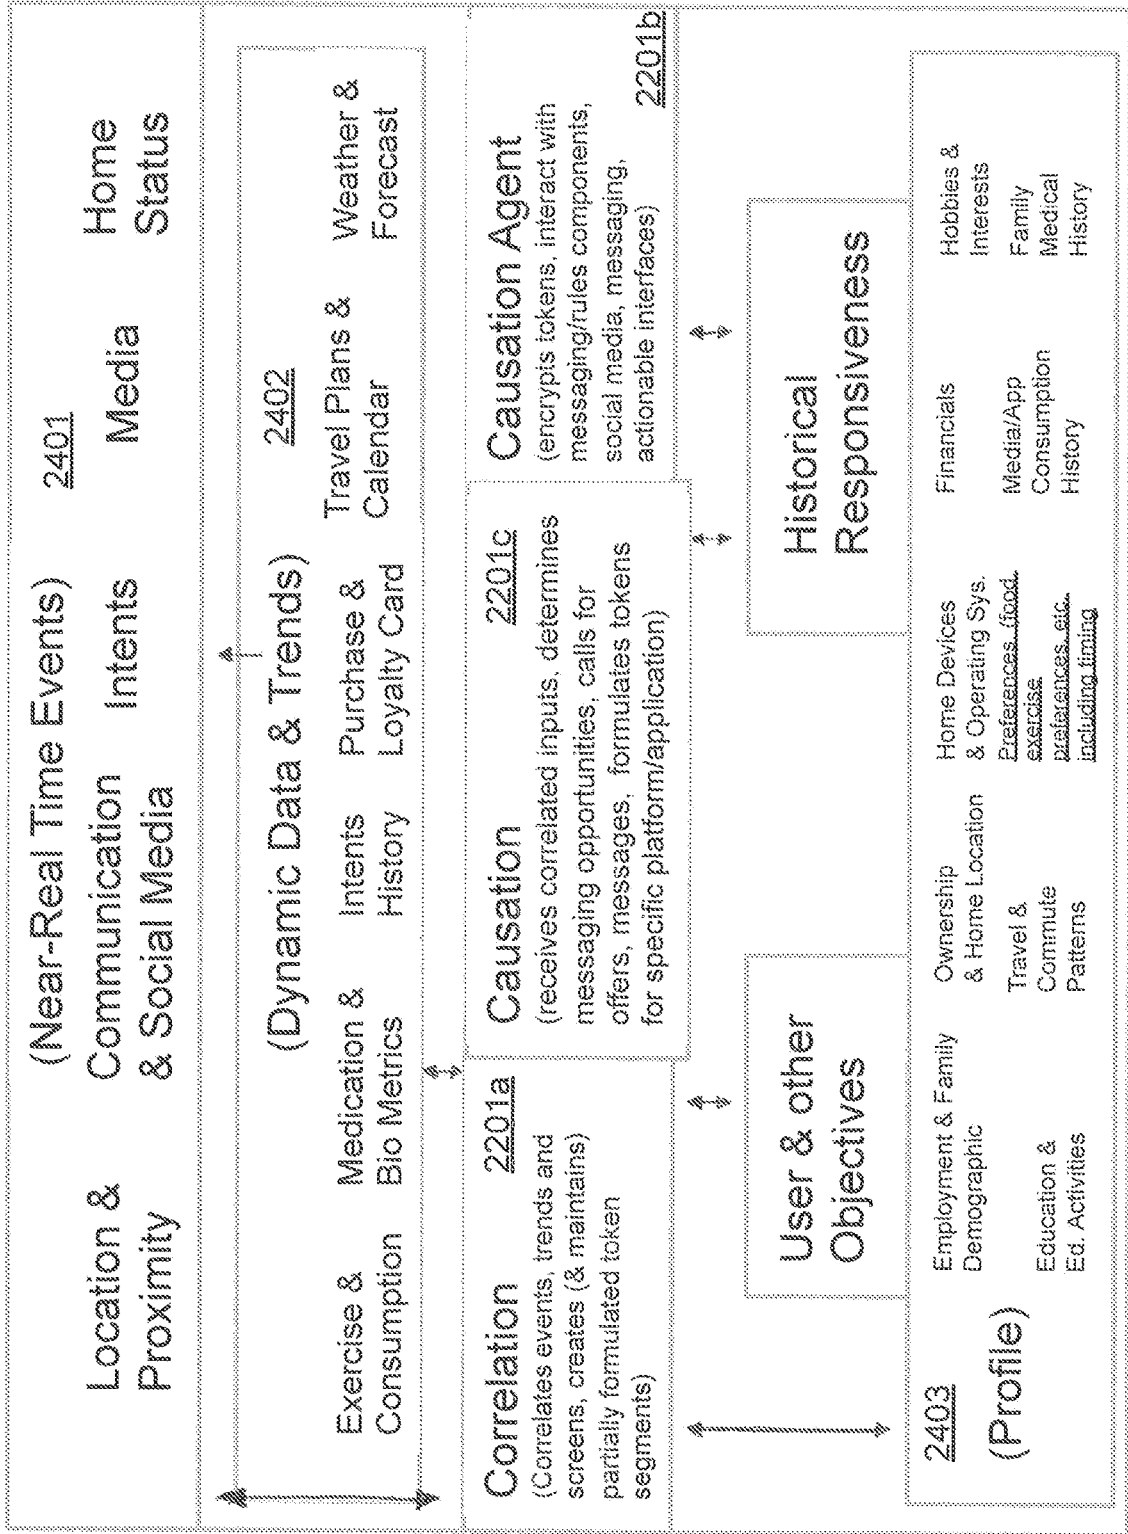 (Near-Real Time Events)
2401
Location &
Proximity
Communication
& Social Media
Intents
Media
Home
Status
(Dynamic Data & Trends)
2402
Exercise &
Consumption
Medication &
Bio Metrics
Intents
History
Purchase &
Loyalty Card
Travel Plans &
Calendar
Weather &
Forecast
Correlation
2201a
(Correlates events, trends and
screens, creates (& maintains)
partially formulated token
segments)
Causation
2201c
(receives correlated inputs, determines
messaging opportunities, calls for
offers, messages, formulates tokens
for specific platform/application)
Causation Agent
(encrypts tokens, interact with
messaging/rules components,
social media, messaging,
actionable interfaces)
2201b
User & other
Objectives
Historical
Responsiveness
2403
(Profile)
Employment & Family
Demographic
Education &
Ed. Activities
Ownership
& Home Location
Travel &
Commute
Patterns
Home Devices
& Operating Sys.
Preferences (food,
exercise
preferences, etc.
including timing
Financials
Media/App
Consumption
History
Hobbies &
Interests
Family
Medical
History